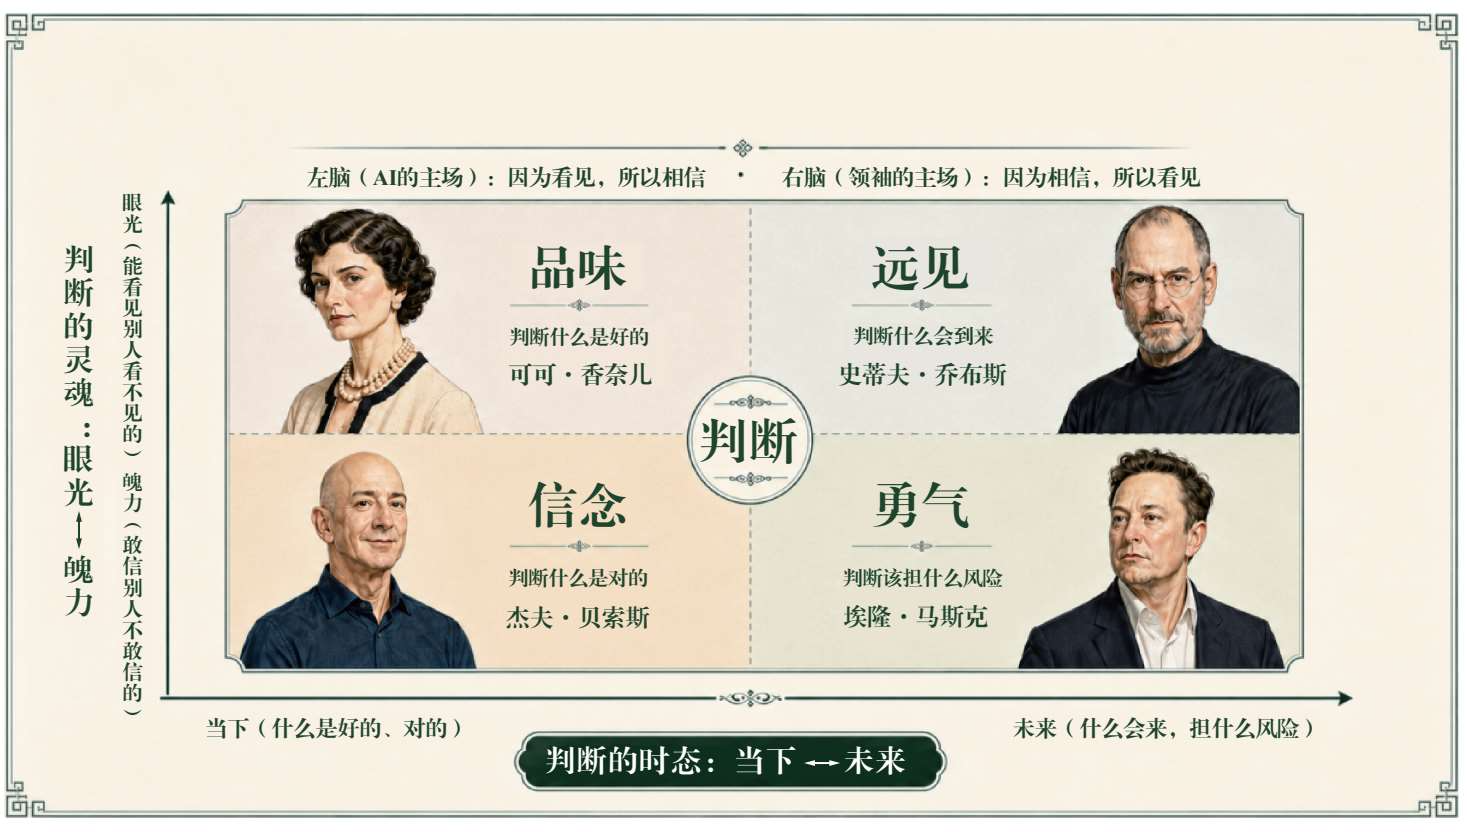 左脑（AI的主场）：因为看见，所以相信 · 右脑（领袖的主场）：因为相信，所以看见
判断的灵魂：眼光↔魄力
眼光（能看见别人看不见的）魄力（敢信别人不敢信的）
品味
判断什么是好的
可可·香奈儿
远见
判断什么会到来
史蒂夫·乔布斯
判断
信念
判断什么是对的
杰夫·贝索斯
勇气
判断该担什么风险
埃隆·马斯克
当下（什么是好的、对的）
未来（什么会来，担什么风险）
判断的时态：当下↔未来